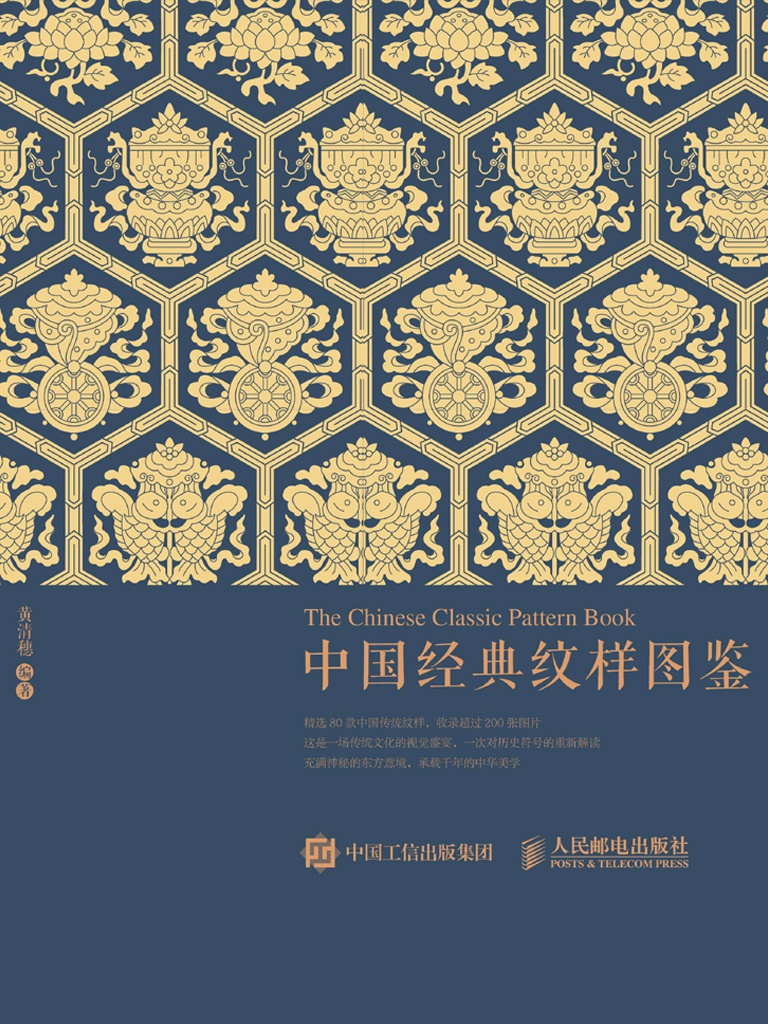 黄清穗
编著
The Chinese Classic Pattern Book
中国经典纹样图鉴
精选 80 款中国传统纹样，收录超过 200 张图片
这是一场传统文化的视觉盛宴，一次对历史符号的重新解读
充满神秘的东方意境，承载千年的中华美学
中国工信出版集团
人民邮电出版社
POSTS & TELECOM PRESS